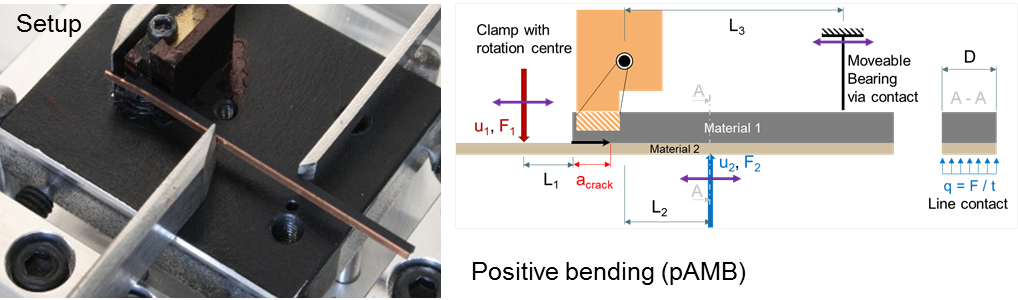 Setup
Clamp with
rotation centre
L3
Moveable
Bearing
via contact
D
A - A
A
Material 1
u1, F1
Material 2
u2, F2
L1
acrack
A
L2
q = F / t
Line contact
Positive bending (pAMB)